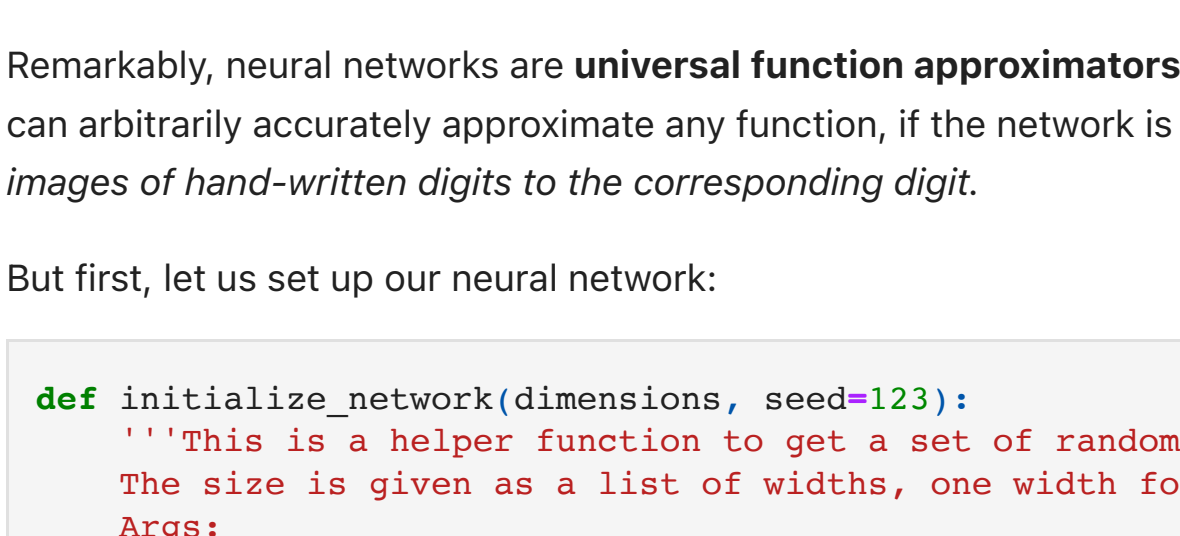 Remarkably, neural networks are universal function approximators
can arbitrarily accurately approximate any function, if the network is
images of hand-written digits to the corresponding digit.
But first, let us set up our neural network:
def initialize_network(dimensions, seed=123):
    '''This is a helper function to get a set of random
    The size is given as a list of widths, one width fo
    Args: